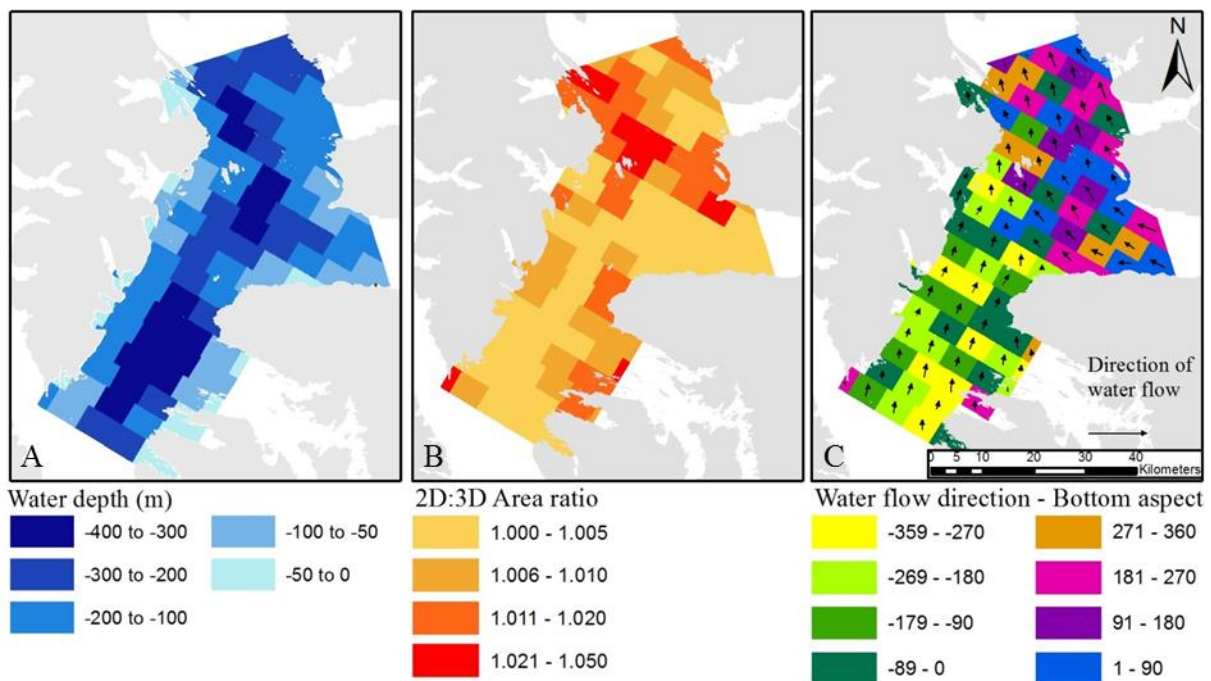 N
Direction of
water flow
A
B
C
0 10 20 30 40
Kilometers
Water depth (m)
-400 to -300
-300 to -200
-200 to -100
-100 to -50
-50 to 0
2D:3D Area ratio
1.000 - 1.005
1.006 - 1.010
1.011 - 1.020
1.021 - 1.050
Water flow direction - Bottom aspect
-359 - -270
-269 - -180
-179 - -90
-89 - 0
271 - 360
181 - 270
91 - 180
1 - 90